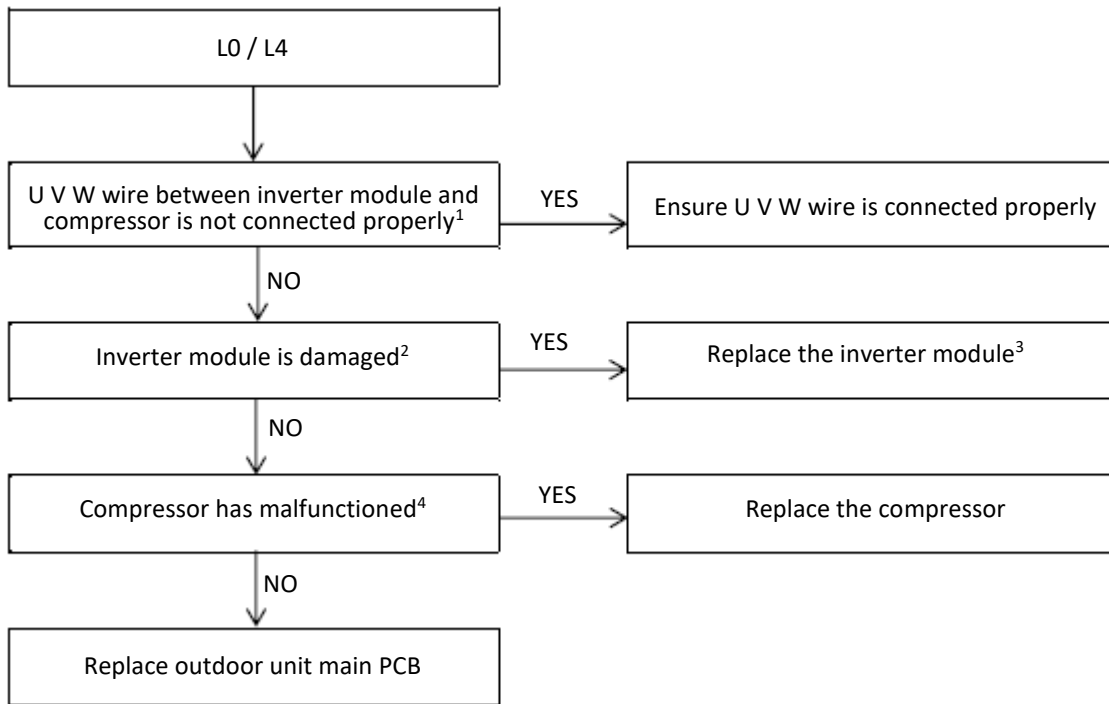 L0 / L4
U V W wire between inverter module and
compressor is not connected properly¹
YES
Ensure U V W wire is connected properly
NO
Inverter module is damaged²
YES
Replace the inverter module³
NO
Compressor has malfunctioned⁴
YES
Replace the compressor
NO
Replace outdoor unit main PCB